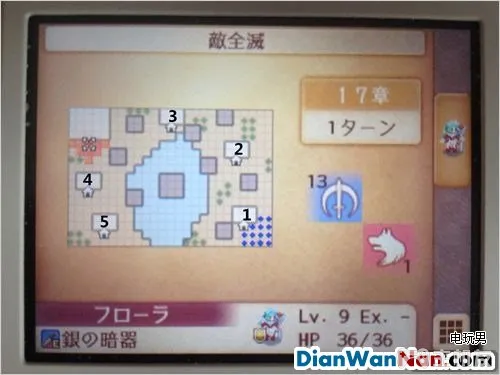 敵全滅
17章
1ターン
3
2
4
5
1
13
1
フローラ
Lv. 9 Ex. -
銀の暗器
HP 36/36
电玩男
DianWanNan.com